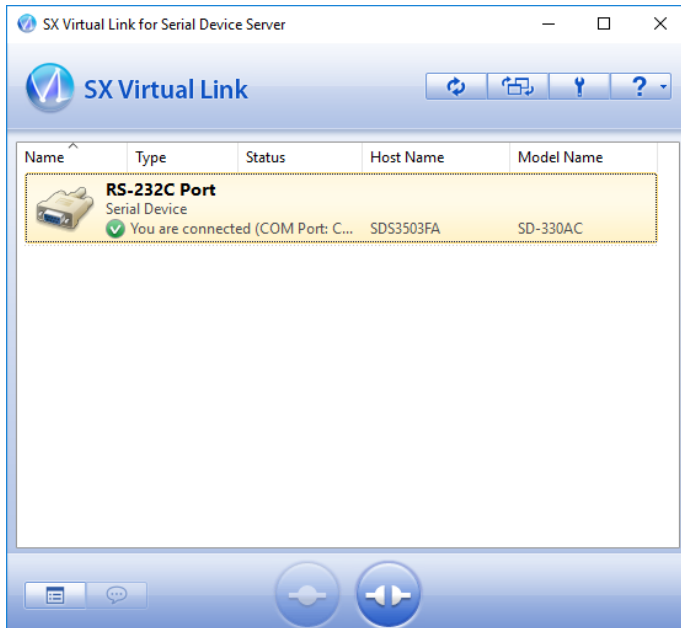 SX Virtual Link for Serial Device Server
SX Virtual Link
?
Name Type Status Host Name Model Name
RS-232C Port
Serial Device
You are connected (COM Port: C... SDS3503FA SD-330AC